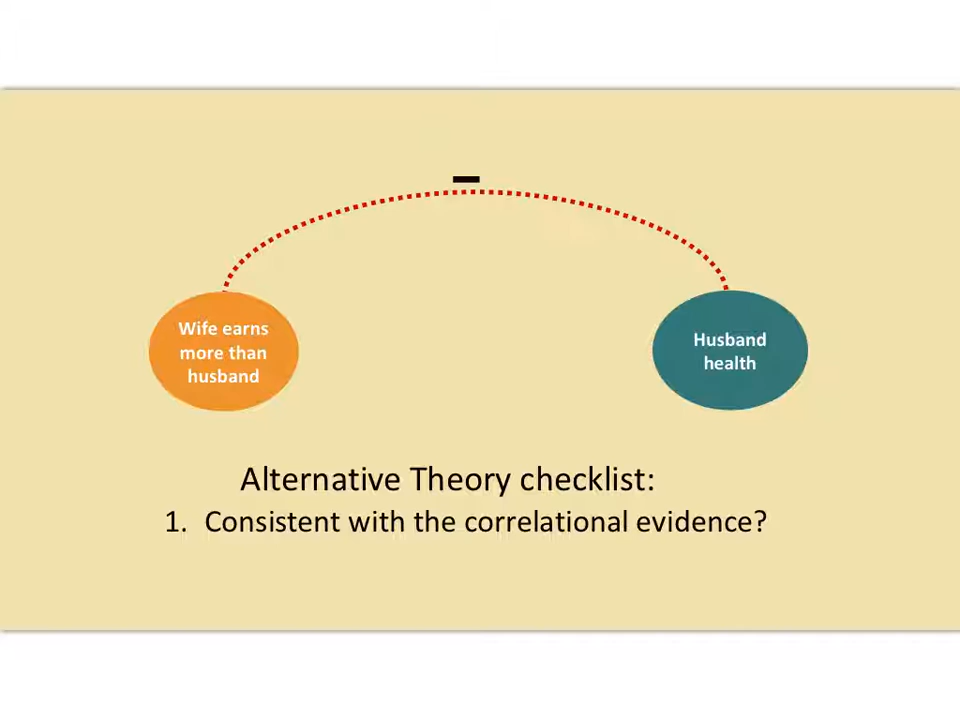 –
Wife earns
more than
husband
Husband
health
Alternative Theory checklist:
1. Consistent with the correlational evidence?